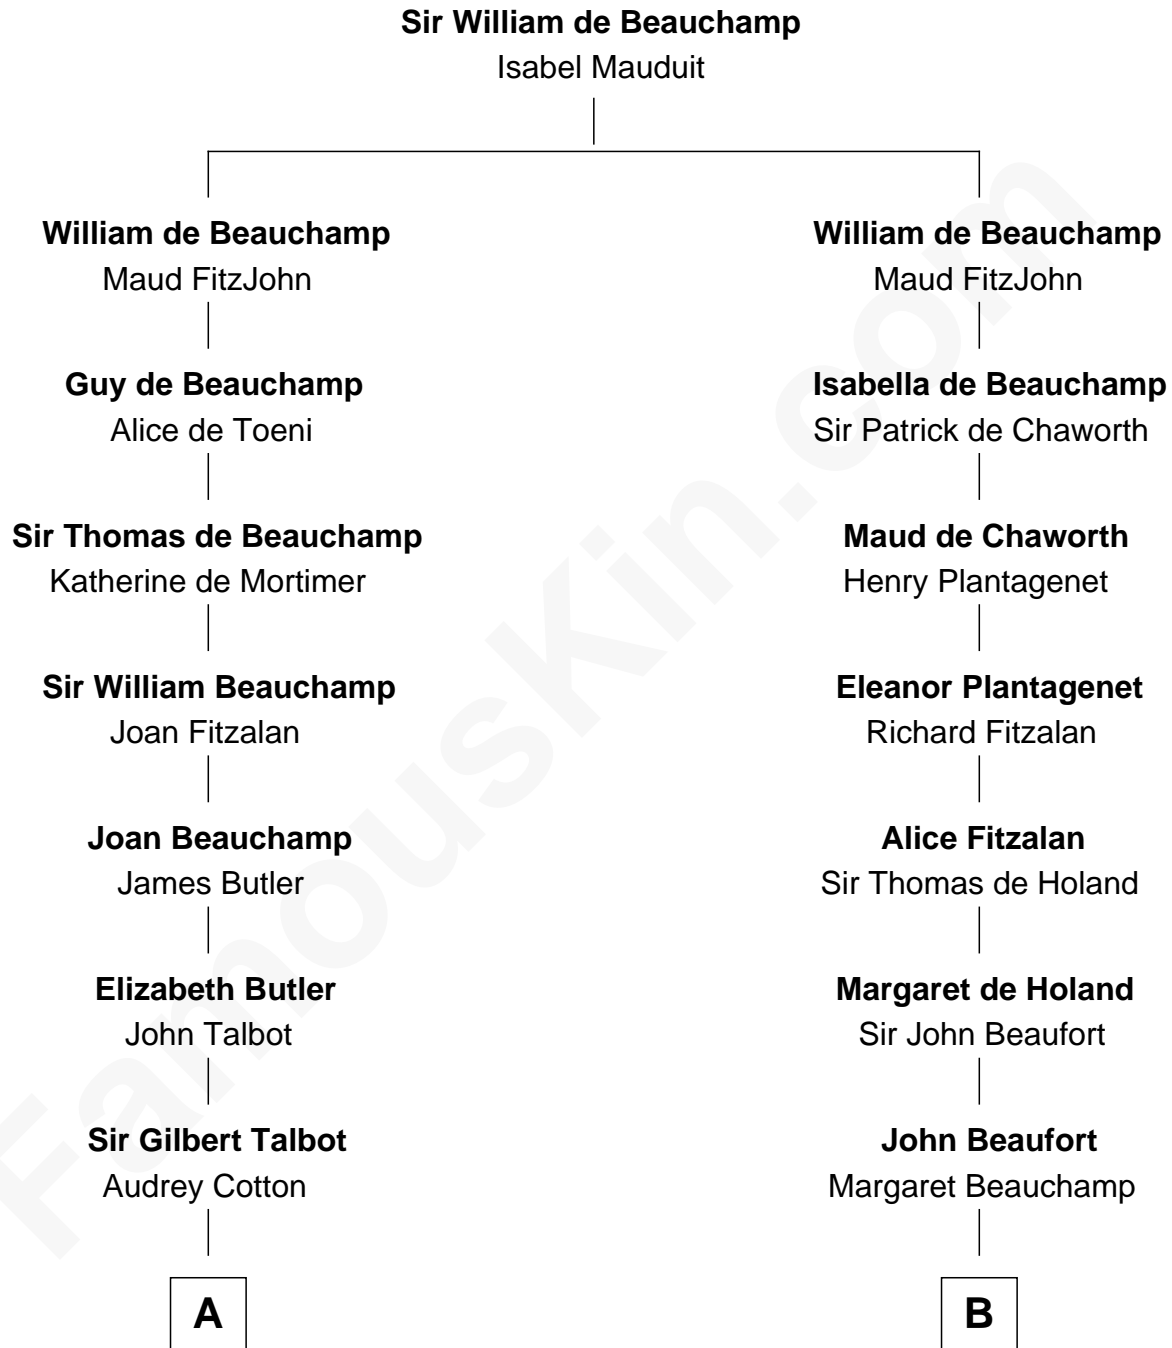 Sir William de Beauchamp
Isabel Mauduit
William de Beauchamp
Maud FitzJohn
William de Beauchamp
Maud FitzJohn
Guy de Beauchamp
Alice de Toeni
Isabella de Beauchamp
Sir Patrick de Chaworth
Sir Thomas de Beauchamp
Katherine de Mortimer
Maud de Chaworth
Henry Plantagenet
Sir William Beauchamp
Joan Fitzalan
Eleanor Plantagenet
Richard Fitzalan
Joan Beauchamp
James Butler
Alice Fitzalan
Sir Thomas de Holand
Elizabeth Butler
John Talbot
Margaret de Holand
Sir John Beaufort
Sir Gilbert Talbot
Audrey Cotton
John Beaufort
Margaret Beauchamp
A
B
FamousKin.com